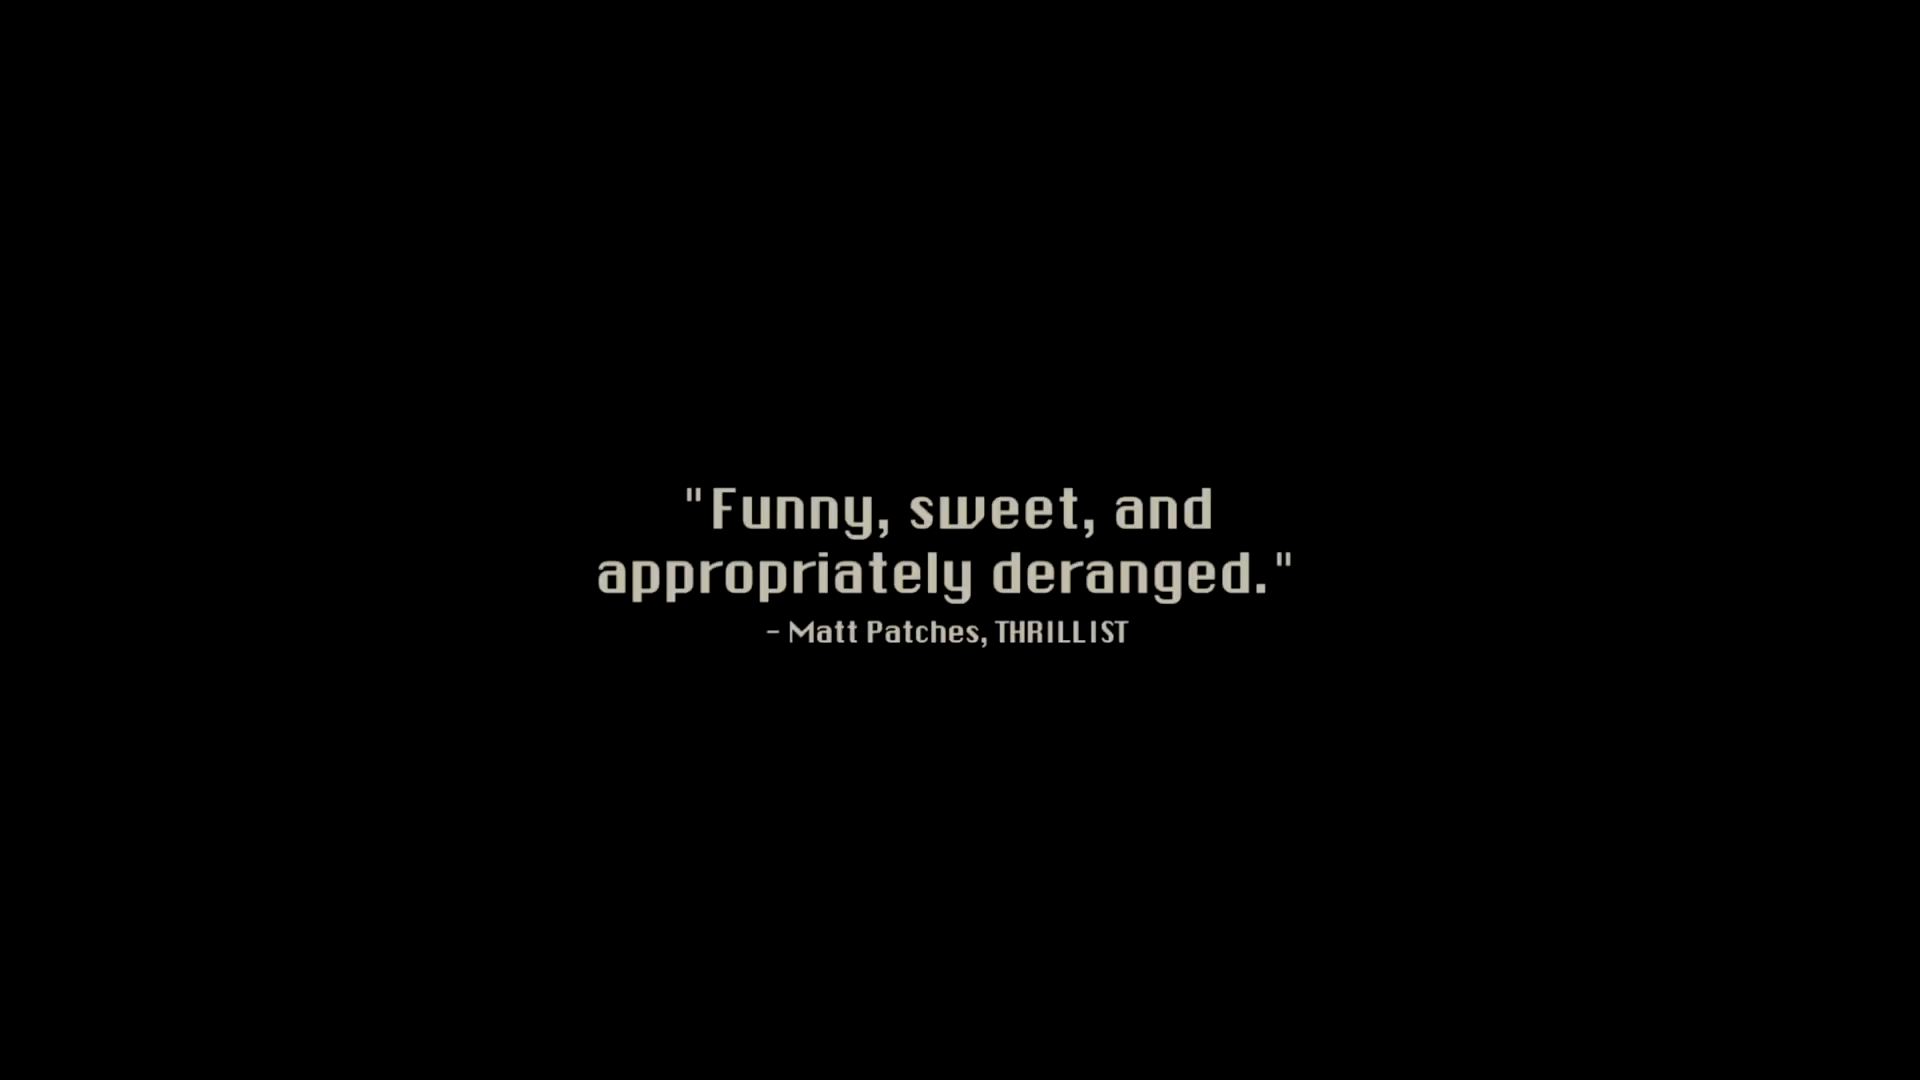 "Funny, sweet, and
appropriately deranged."
- Matt Patches, THRILLIST